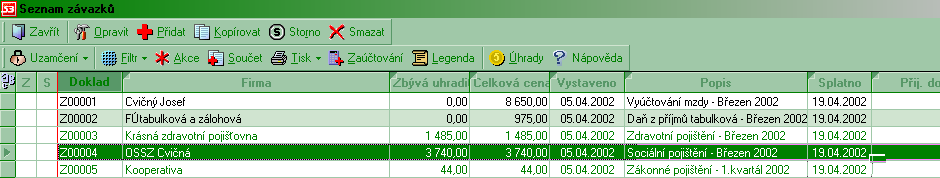 Seznam závazků
Zavřít Opravit Přidat Kopírovat Stojno Smazat
Uzamčení Filtr Akce Součet Tisk Zaúčtování Legenda Úhrady Nápověda
Z S Doklad Firma Zbývá uhradi Celková cena Vystaveno Popis Splatno Přij. do
Z00001 Cvičný Josef 0,00 8 650,00 05.04.2002 Vyúčtování mzdy - Březen 2002 19.04.2002
Z00002 FÚtabulková a zálohová 0,00 975,00 05.04.2002 Daň z příjmů tabulková - Březen 2002 19.04.2002
Z00003 Krásná zdravotní pojišťovna 1 485,00 1 485,00 05.04.2002 Zdravotní pojištění - Březen 2002 19.04.2002
Z00004 OSSZ Cvičná 3 740,00 3 740,00 05.04.2002 Sociální pojištění - Březen 2002 19.04.2002
Z00005 Kooperativa 44,00 44,00 05.04.2002 Zákonné pojištění - 1.kvartál 2002 19.04.2002